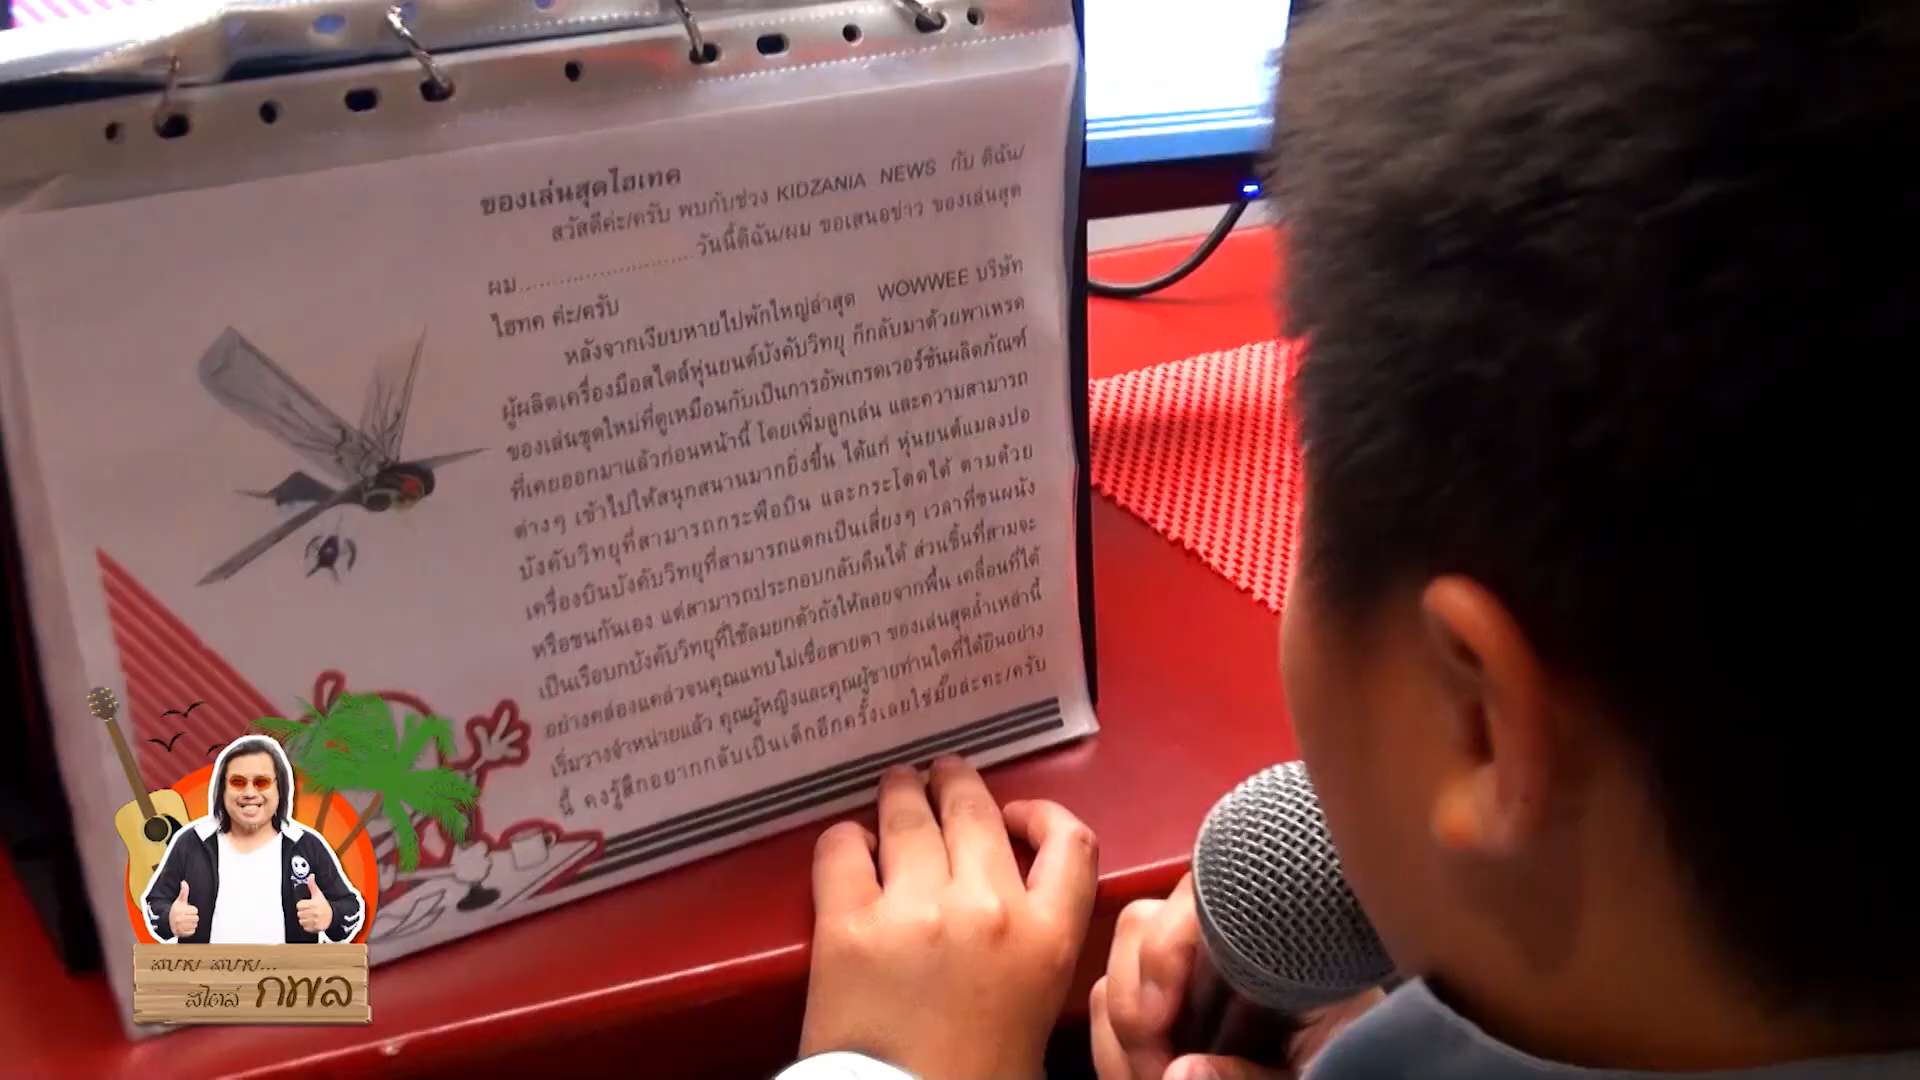 ของเล่นสุดไฮเทค
สวัสดีค่ะ/ครับ พบกับช่วง KIDZANIA NEWS กับ ดิฉัน/
ผม..............................วันนี้ดิฉัน/ผม ขอเสนอข่าว ของเล่นสุด
ไฮทค ค่ะ/ครับ
หลังจากเงียบหายไปพักใหญ่ล่าสุด WOWWEE บริษัท
ผู้ผลิตเครื่องมือสไตล์หุ่นยนต์บังคับวิทยุ ก็กลับมาด้วยพาเหรด
ของเล่นชุดใหม่ที่ดูเหมือนกับเป็นการอัพเกรดเวอร์ชันผลิตภัณฑ์
ที่เคยออกมาแล้วก่อนหน้านี้ โดยเพิ่มลูกเล่น และความสามารถ
ต่างๆ เข้าไปให้สนุกสนานมากยิ่งขึ้น ได้แก่ หุ่นยนต์แมลงปอ
บังคับวิทยุที่สามารถกระพือบิน และกระโดดได้ ตามด้วย
เครื่องบินบังคับวิทยุที่สามารถแตกเป็นเสี่ยงๆ เวลาที่ชนผนัง
หรือชนกันเอง แต่สามารถประกอบกลับคืนได้ ส่วนชิ้นที่สามจะ
เป็นเรือบกบังคับวิทยุที่ใช้ลมยกตัวถังให้ลอยจากพื้น เคลื่อนที่ได้
อย่างคล่องแคล่วจนคุณแทบไม่เชื่อสายตา ของเล่นสุดล้ำเหล่านี้
เริ่มวางจำหน่ายแล้ว คุณผู้หญิงและคุณผู้ชายท่านใดที่ได้ยินอย่าง
นี้ คงรู้สึกอยากกลับเป็นเด็กอีกครั้งเลยใช่มั้ยล่ะคะ/ครับ
สบาย สบาย...
สไตล์ กพล